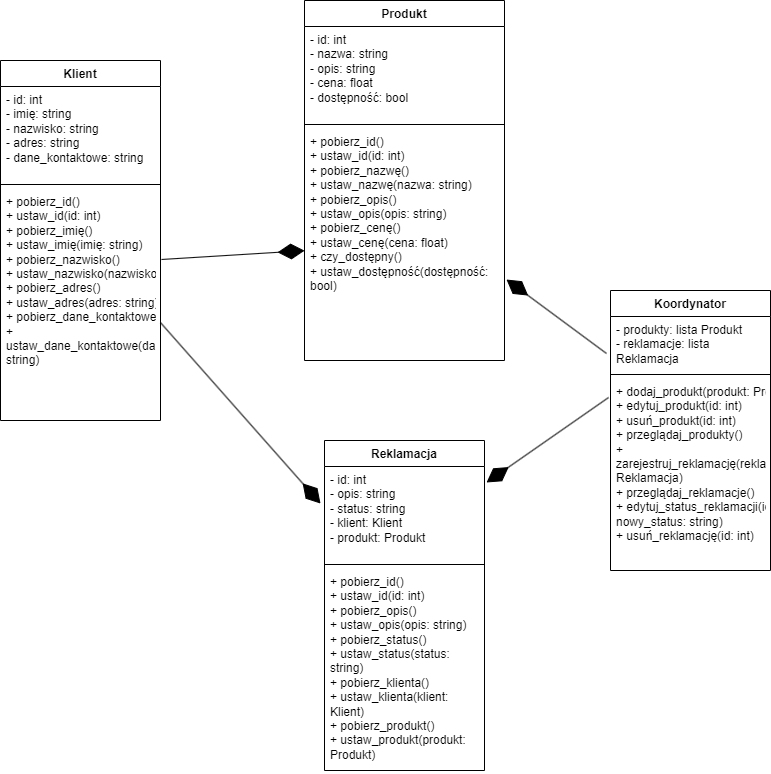 Produkt
- id: int
- nazwa: string
- opis: string
- cena: float
- dostępność: bool
+ pobierz_id()
+ ustaw_id(id: int)
+ pobierz_nazwę()
+ ustaw_nazwę(nazwa: string)
+ pobierz_opis()
+ ustaw_opis(opis: string)
+ pobierz_cenę()
+ ustaw_cenę(cena: float)
+ czy_dostępny()
+ ustaw_dostępność(dostępność:
bool)
Klient
- id: int
- imię: string
- nazwisko: string
- adres: string
- dane_kontaktowe: string
+ pobierz_id()
+ ustaw_id(id: int)
+ pobierz_imię()
+ ustaw_imię(imię: string)
+ pobierz_nazwisko()
+ ustaw_nazwisko(nazwisko
+ pobierz_adres()
+ ustaw_adres(adres: string)
+ pobierz_dane_kontaktowe
+
ustaw_dane_kontaktowe(da
string)
Koordynator
- produkty: lista Produkt
- reklamacje: lista
Reklamacja
+ dodaj_produkt(produkt: Pr
+ edytuj_produkt(id: int)
+ usuń_produkt(id: int)
+ przeglądaj_produkty()
+
zarejestruj_reklamację(rekla
Reklamacja)
+ przeglądaj_reklamacje()
+ edytuj_status_reklamacji(i
nowy_status: string)
+ usuń_reklamację(id: int)
Reklamacja
- id: int
- opis: string
- status: string
- klient: Klient
- produkt: Produkt
+ pobierz_id()
+ ustaw_id(id: int)
+ pobierz_opis()
+ ustaw_opis(opis: string)
+ pobierz_status()
+ ustaw_status(status:
string)
+ pobierz_klienta()
+ ustaw_klienta(klient:
Klient)
+ pobierz_produkt()
+ ustaw_produkt(produkt:
Produkt)